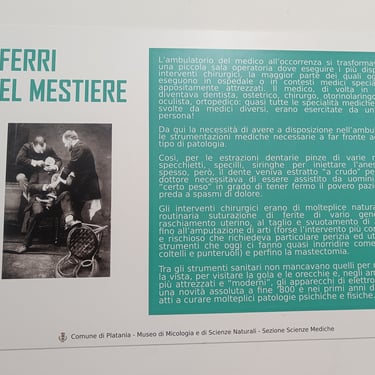 FERRI
EL MESTIERE
L'ambulatorio del medico all'occorrenza si trasformav
una piccola sala operatoria dove eseguire i più dispa
interventi chirurgici, la maggior parte dei quali og
eseguono in ospedale o in contesti medici special
appositamente attrezzati. Il medico, di volta in v
diventava dentista, ostetrico, chirurgo, otorinolaring
oculista, ortopedico: quasi tutte le specialità mediche
svolte da medici diversi, erano esercitate da un
persona!
Da qui la necessità di avere a disposizione nell'ambul
le strumentazioni mediche necessarie a far fronte a
tipo di patologia.
Così, per le estrazioni dentarie pinze di varie m
specchietti, specilli, siringhe per iniettare l'anest
spesso, però, il dente veniva estratto "a crudo" per
dottore necessitava di essere assistito da uomini
"certo peso" in grado di tener fermo il povero pazie
preda a spasmi di dolore.
Gli interventi chirurgici erano di molteplice natur
routinaria suturazione di ferite di vario gene
raschiamento uterino, al taglio e svuotamento di
fino all'amputazione di arti (forse l'intervento più con
e rischioso che richiedeva particolare perizia ed ut
strumenti che oggi ci fanno quasi inorridire come
coltelli e punteruoli) e perfino la mastectomia.
Tra gli strumenti sanitari non mancavano quelli per m
la vista, per visitare la gola e le orecchie e, negli an
più attrezzati e "moderni", gli apparecchi di elettro
una novità assoluta a fine '800 e nei primi anni d
atti a curare molteplici patologie psichiche e fisiche.
Comune di Platania - Museo di Micologia e di Scienze Naturali - Sezione Scienze Mediche